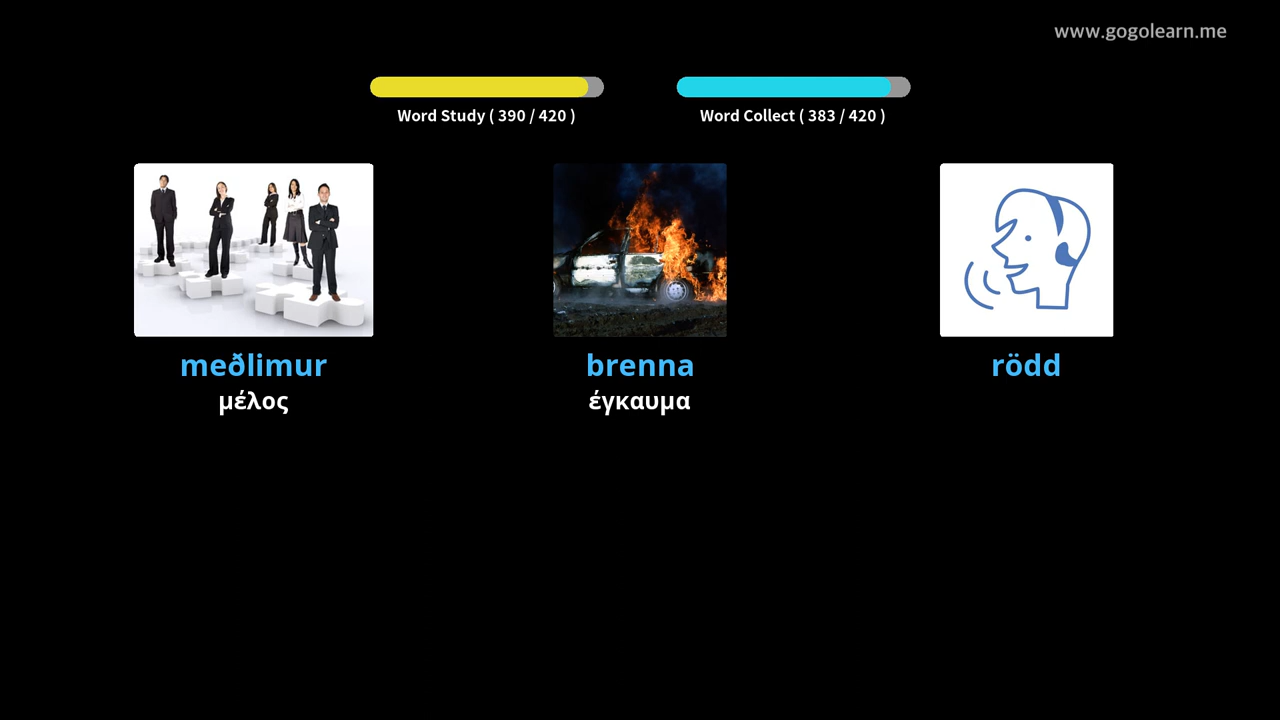 www.gogolearn.me
Word Study ( 390 / 420 )
Word Collect ( 383 / 420 )
meðlimur
μέλος
brenna
έγκαυμα
rödd